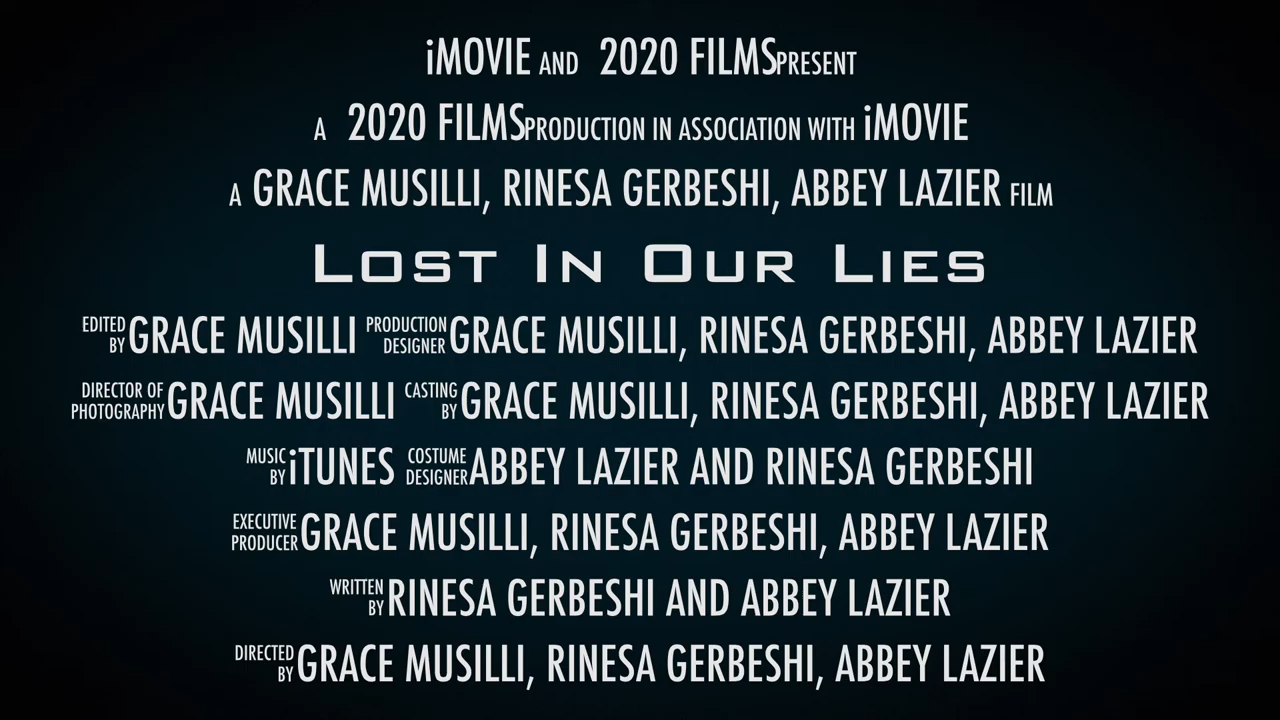 iMOVIE AND 2020 FILMS PRESENT
A 2020 FILMS PRODUCTION IN ASSOCIATION WITH iMOVIE
A GRACE MUSILLI, RINESA GERBESHI, ABBEY LAZIER FILM
LOST IN OUR LIES
EDITED BY GRACE MUSILLI PRODUCTION DESIGNER GRACE MUSILLI, RINESA GERBESHI, ABBEY LAZIER
DIRECTOR OF PHOTOGRAPHY GRACE MUSILLI CASTING BY GRACE MUSILLI, RINESA GERBESHI, ABBEY LAZIER
MUSIC BY iTUNES COSTUME DESIGNER ABBEY LAZIER AND RINESA GERBESHI
EXECUTIVE PRODUCER GRACE MUSILLI, RINESA GERBESHI, ABBEY LAZIER
WRITTEN BY RINESA GERBESHI AND ABBEY LAZIER
DIRECTED BY GRACE MUSILLI, RINESA GERBESHI, ABBEY LAZIER